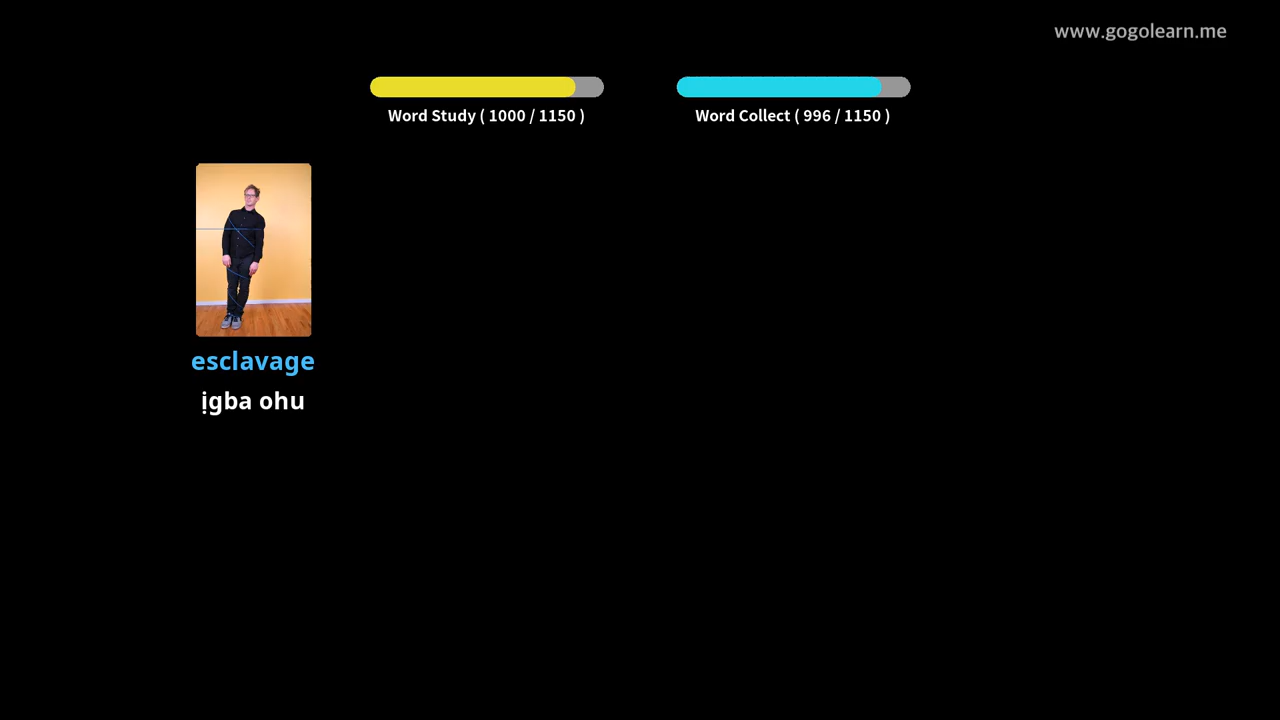 www.gogolearn.me
Word Study ( 1000 / 1150 )
Word Collect ( 996 / 1150 )
esclavage
ịgba ohu